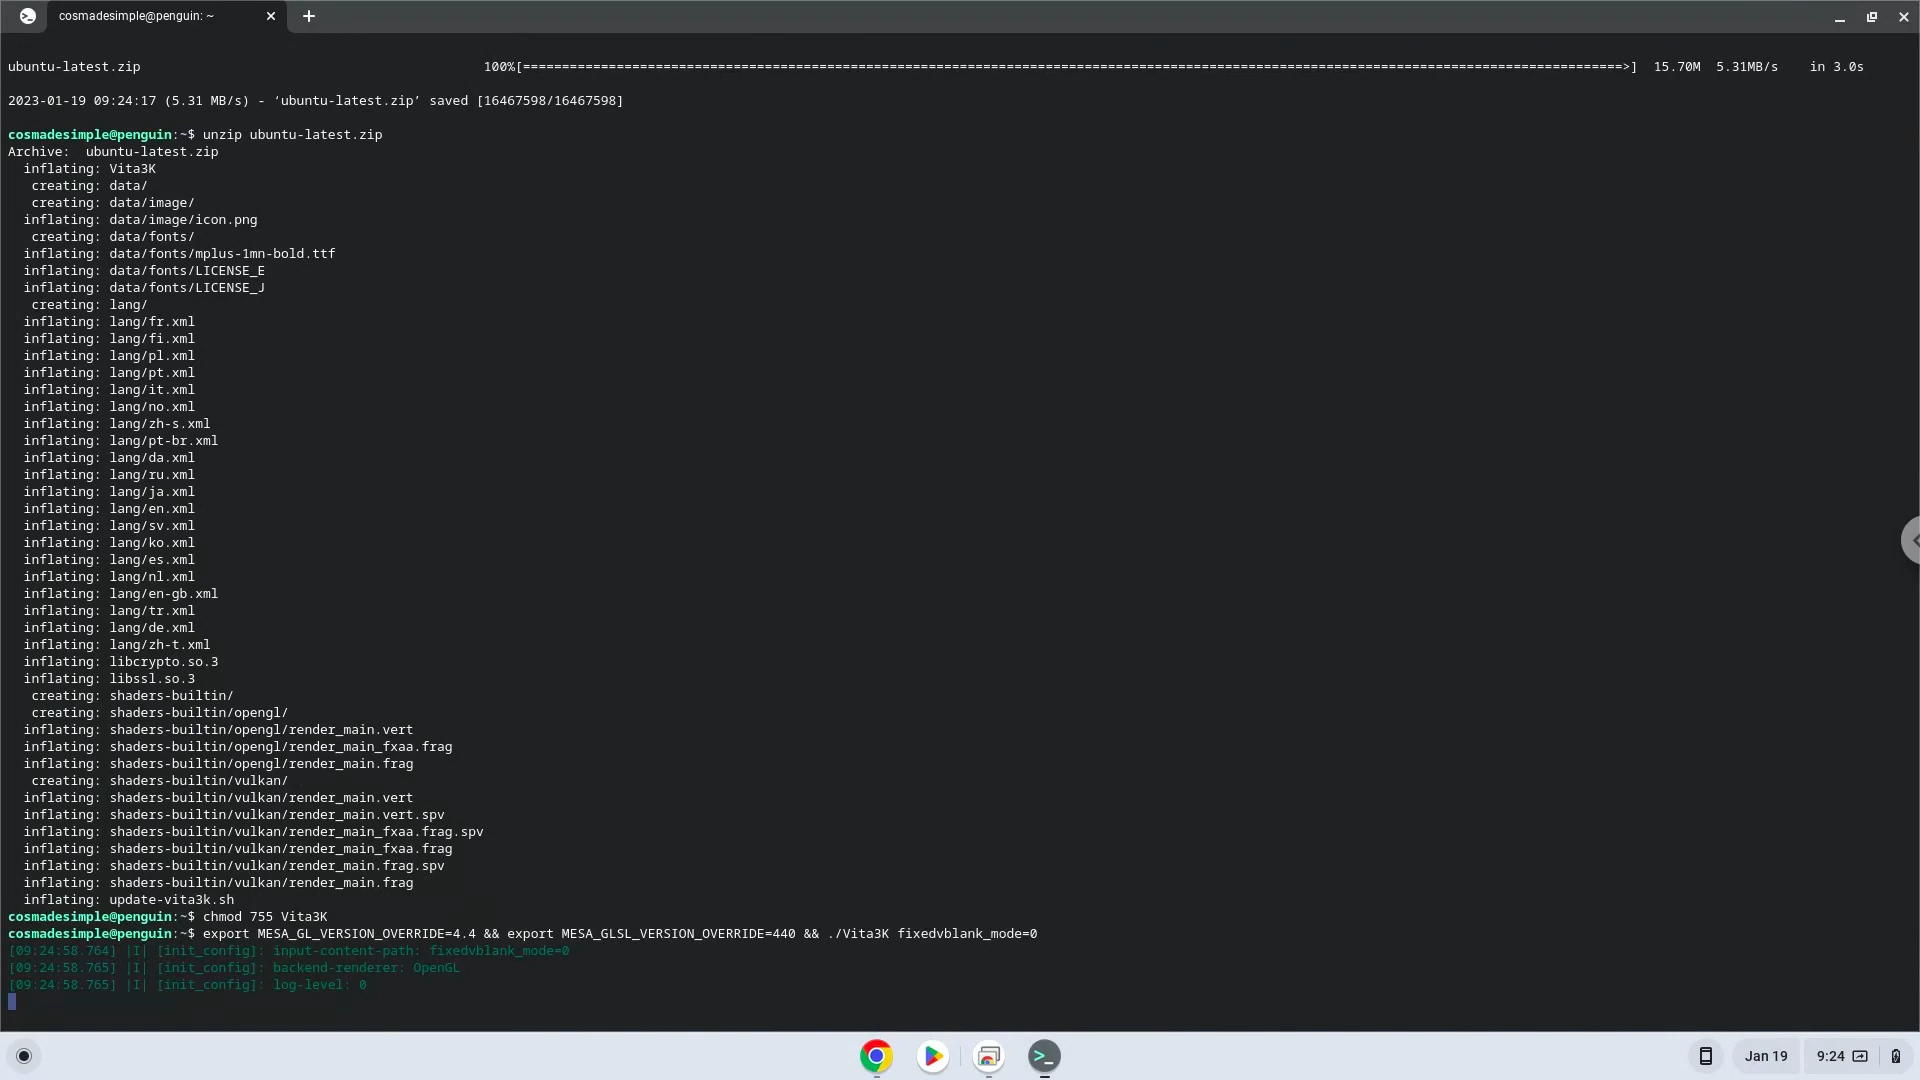 cosmadesimple@penguin: ~
ubuntu-latest.zip 100%[=============================================================================================================================================>] 15.70M 5.31MB/s in 3.0s
2023-01-19 09:24:17 (5.31 MB/s) - ‘ubuntu-latest.zip’ saved [16467598/16467598]
cosmadesimple@penguin:~$ unzip ubuntu-latest.zip
Archive:  ubuntu-latest.zip
inflating: Vita3K
creating: data/
creating: data/image/
inflating: data/image/icon.png
creating: data/fonts/
inflating: data/fonts/mplus-1mn-bold.ttf
inflating: data/fonts/LICENSE_E
inflating: data/fonts/LICENSE_J
creating: lang/
inflating: lang/fr.xml
inflating: lang/fi.xml
inflating: lang/pl.xml
inflating: lang/pt.xml
inflating: lang/it.xml
inflating: lang/no.xml
inflating: lang/zh-s.xml
inflating: lang/pt-br.xml
inflating: lang/da.xml
inflating: lang/ru.xml
inflating: lang/ja.xml
inflating: lang/en.xml
inflating: lang/sv.xml
inflating: lang/ko.xml
inflating: lang/es.xml
inflating: lang/nl.xml
inflating: lang/en-gb.xml
inflating: lang/tr.xml
inflating: lang/de.xml
inflating: lang/zh-t.xml
inflating: libcrypto.so.3
inflating: libssl.so.3
creating: shaders-builtin/
creating: shaders-builtin/opengl/
inflating: shaders-builtin/opengl/render_main.vert
inflating: shaders-builtin/opengl/render_main_fxaa.frag
inflating: shaders-builtin/opengl/render_main.frag
creating: shaders-builtin/vulkan/
inflating: shaders-builtin/vulkan/render_main.vert
inflating: shaders-builtin/vulkan/render_main.vert.spv
inflating: shaders-builtin/vulkan/render_main_fxaa.frag.spv
inflating: shaders-builtin/vulkan/render_main_fxaa.frag
inflating: shaders-builtin/vulkan/render_main.frag.spv
inflating: shaders-builtin/vulkan/render_main.frag
inflating: update-vita3k.sh
cosmadesimple@penguin:~$ chmod 755 Vita3K
cosmadesimple@penguin:~$ export MESA_GL_VERSION_OVERRIDE=4.4 && export MESA_GLSL_VERSION_OVERRIDE=440 && ./Vita3K fixedvblank_mode=0
[09:24:58.764] |I| [init_config]: input-content-path: fixedvblank_mode=0
[09:24:58.765] |I| [init_config]: backend-renderer: OpenGL
[09:24:58.765] |I| [init_config]: log-level: 0
Jan 19 9:24